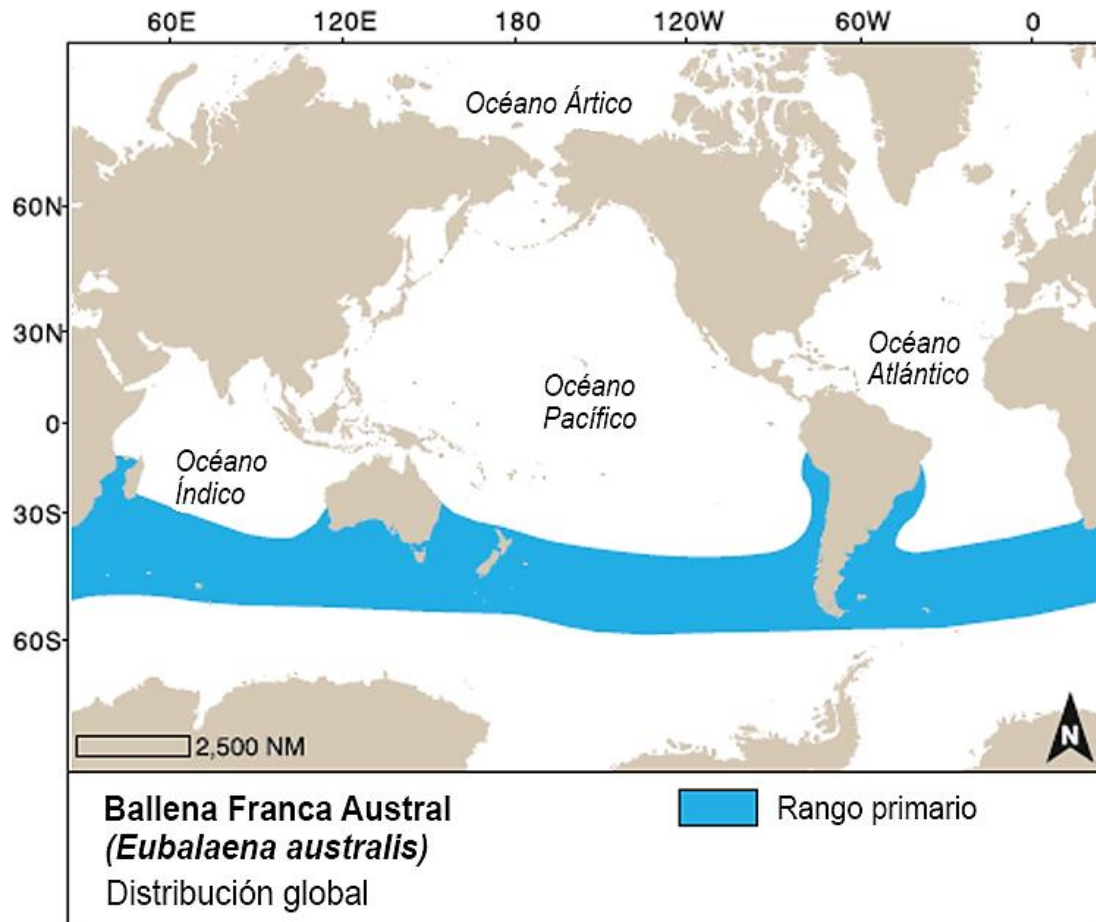 60E 120E 180 120W 60W 0
Océano Ártico
60N
30N
Océano
Atlántico
Océano
Pacífico
0
Océano
Índico
30S
60S
2,500 NM
N
Ballena Franca Austral
(Eubalaena australis)
Distribución global
Rango primario